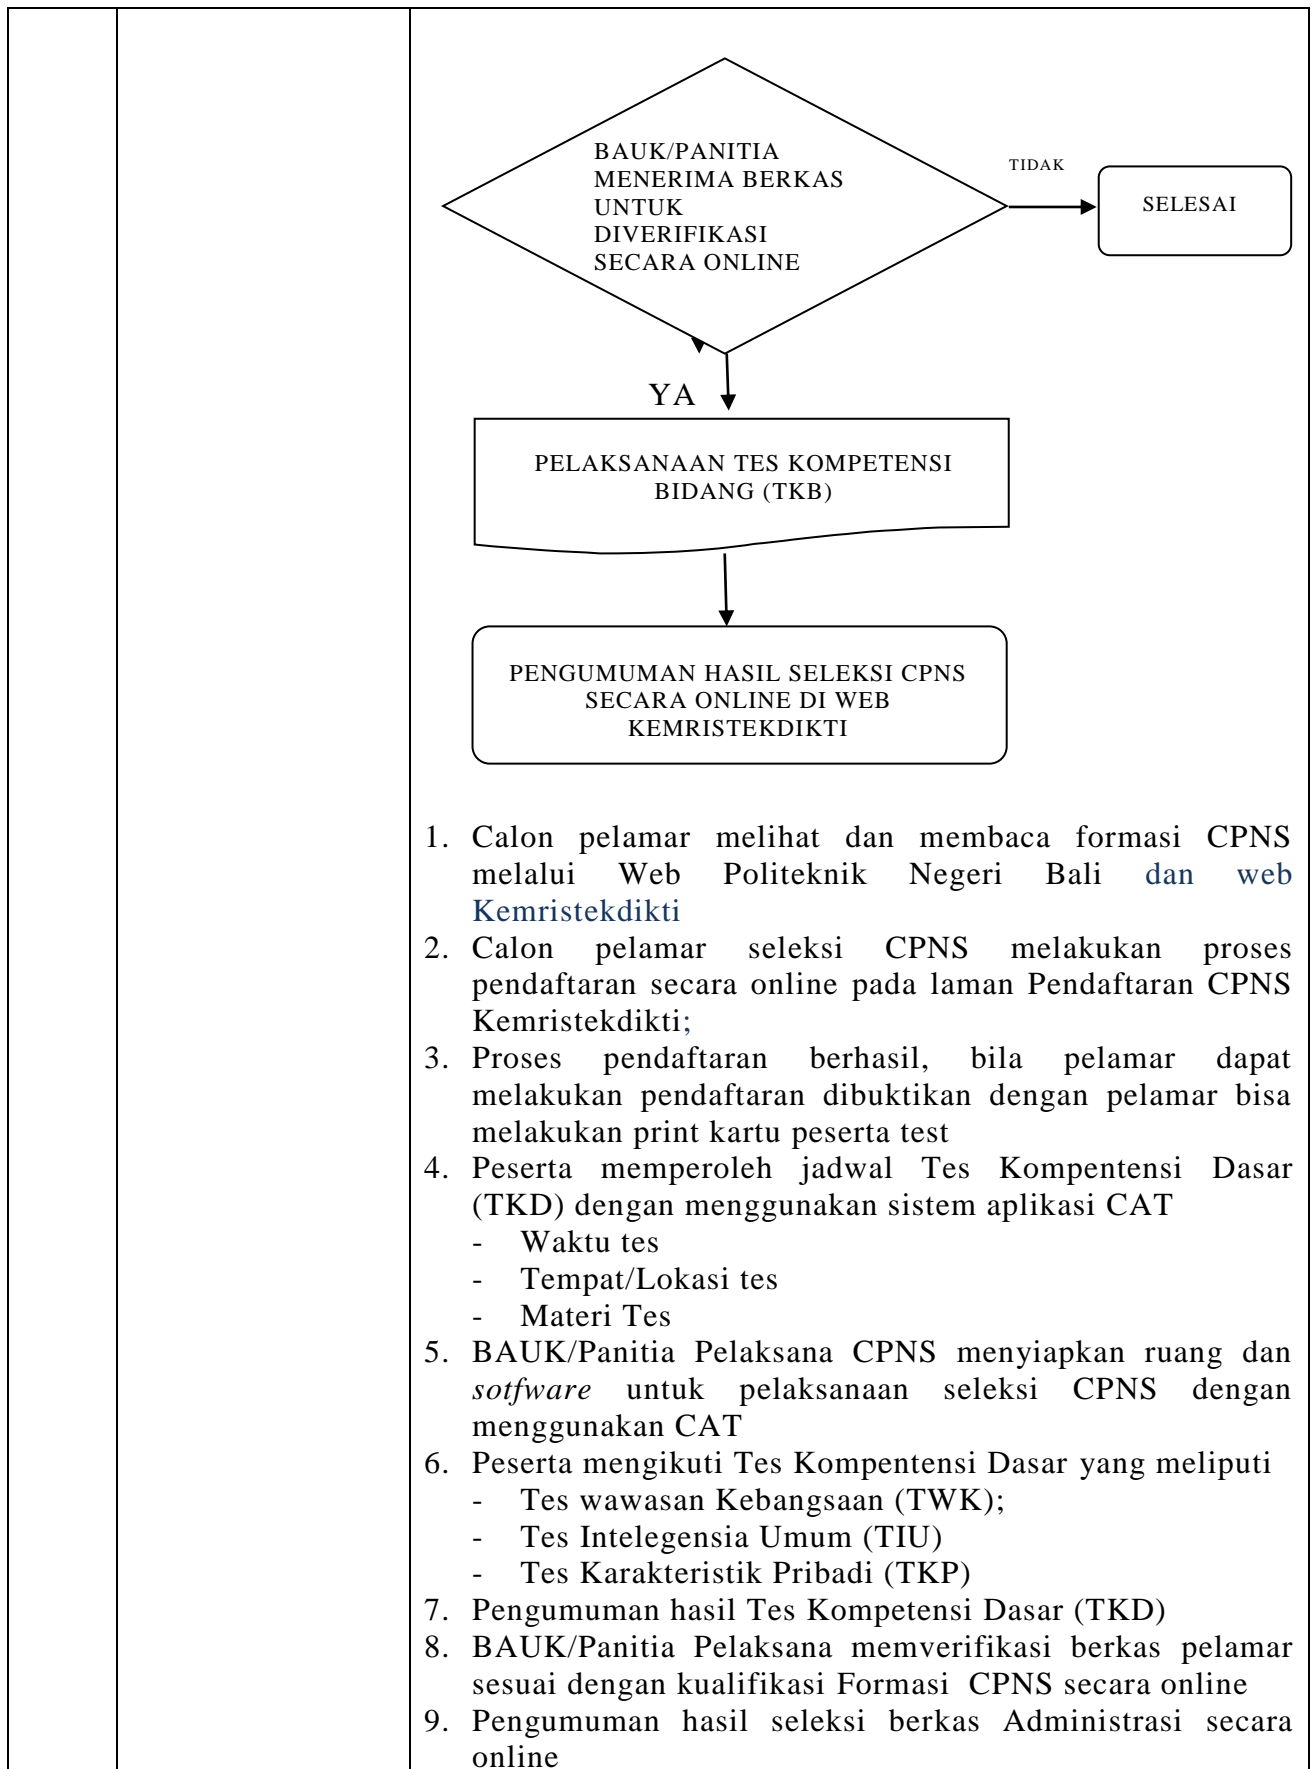 BAUK/PANITIA
MENERIMA BERKAS
UNTUK
DIVERIFIKASI
SECARA ONLINE
TIDAK
SELESAI
YA
PELAKSANAAN TES KOMPETENSI
BIDANG (TKB)
PENGUMUMAN HASIL SELEKSI CPNS
SECARA ONLINE DI WEB
KEMRISTEKDIKTI
1. Calon pelamar melihat dan membaca formasi CPNS
melalui Web Politeknik Negeri Bali dan web
Kemristekdikti
2. Calon pelamar seleksi CPNS melakukan proses
pendaftaran secara online pada laman Pendaftaran CPNS
Kemristekdikti;
3. Proses pendaftaran berhasil, bila pelamar dapat
melakukan pendaftaran dibuktikan dengan pelamar bisa
melakukan print kartu peserta test
4. Peserta memperoleh jadwal Tes Kompentensi Dasar
(TKD) dengan menggunakan sistem aplikasi CAT
- Waktu tes
- Tempat/Lokasi tes
- Materi Tes
5. BAUK/Panitia Pelaksana CPNS menyiapkan ruang dan
sotfware untuk pelaksanaan seleksi CPNS dengan
menggunakan CAT
6. Peserta mengikuti Tes Kompentensi Dasar yang meliputi
- Tes wawasan Kebangsaan (TWK);
- Tes Intelegensia Umum (TIU)
- Tes Karakteristik Pribadi (TKP)
7. Pengumuman hasil Tes Kompetensi Dasar (TKD)
8. BAUK/Panitia Pelaksana memverifikasi berkas pelamar
sesuai dengan kualifikasi Formasi CPNS secara online
9. Pengumuman hasil seleksi berkas Administrasi secara
online